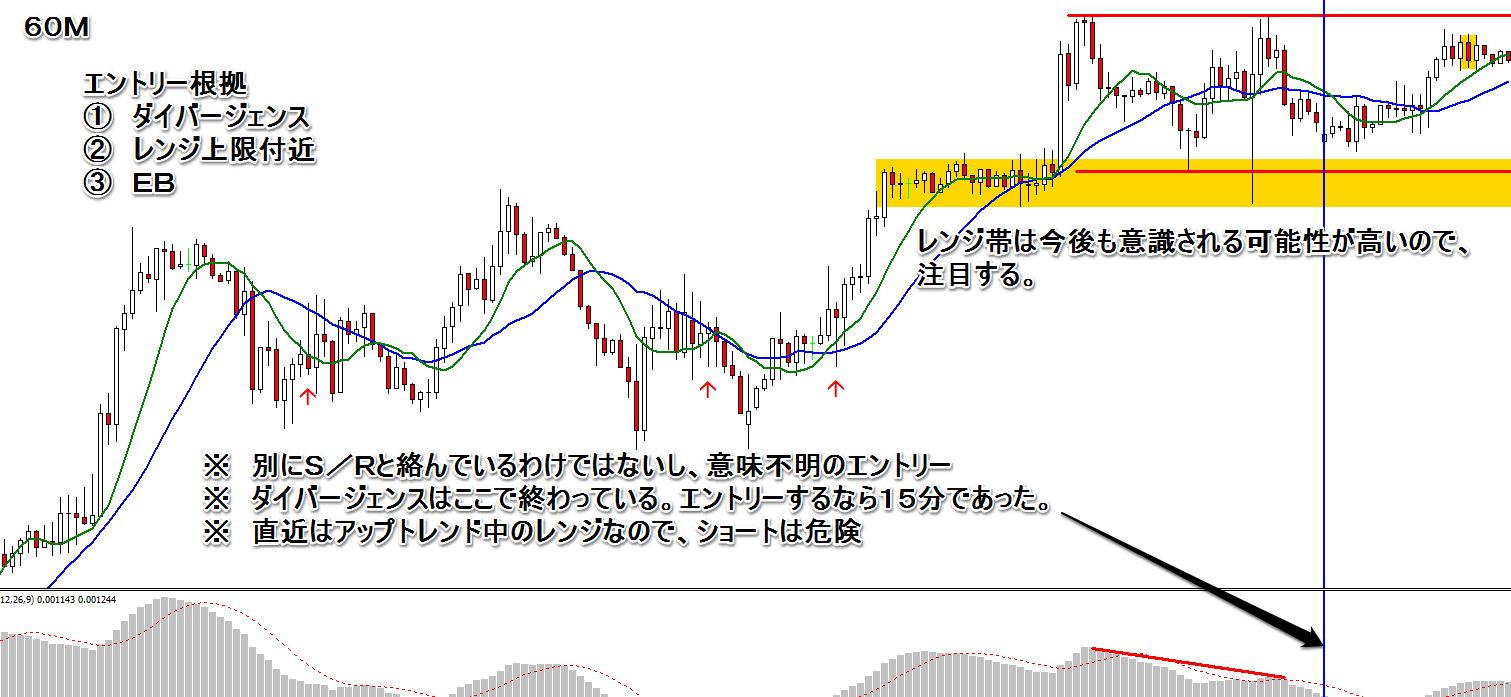 60M
エントリー根拠
① ダイバージェンス
② レンジ上限付近
③ EB
レンジ帯は今後も意識される可能性が高いので、
注目する。
※ 別にS／Rと絡んでいるわけではないし、意味不明のエントリー
※ ダイバージェンスはここで終わっている。エントリーするなら１５分であった。
※ 直近はアップトレンド中のレンジなので、ショートは危険
12,26,9) 0.001143 0.001244